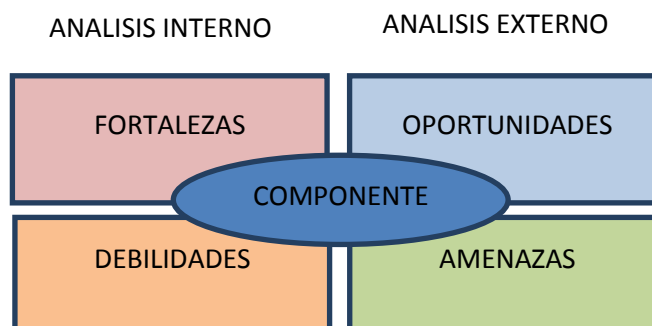 ANALISIS INTERNO
ANALISIS EXTERNO
FORTALEZAS
OPORTUNIDADES
COMPONENTE
DEBILIDADES
AMENAZAS